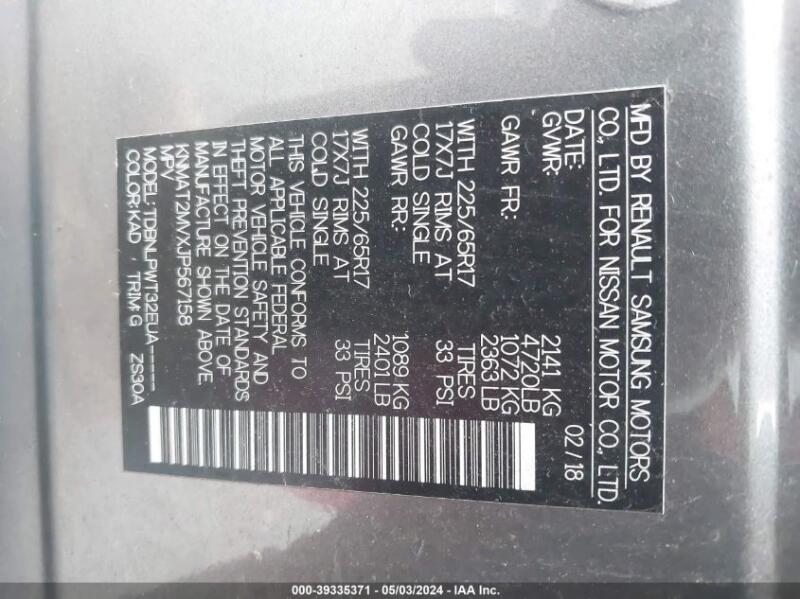 MFD BY RENAULT SAMSUNG MOTORS
CO., LTD. FOR NISSAN MOTOR CO., LTD.
DATE: 02/18
GVWR: 2141 KG
4720LB
GAWR FR: 1072 KG
2363 LB
WITH 225/65R17 TIRES
17X7J RIMS AT 33 PSI
COLD SINGLE
GAWR RR: 1089 KG
2401 LB
WITH 225/65R17 TIRES
17X7J RIMS AT 33 PSI
COLD SINGLE
THIS VEHICLE CONFORMS TO
ALL APPLICABLE FEDERAL
MOTOR VEHICLE SAFETY AND
THEFT PREVENTION STANDARDS
IN EFFECT ON THE DATE OF
MANUFACTURE SHOWN ABOVE.
KNMAT2MVXJP567158
MPV
MODEL: TDBNLPWT32EUA-----
COLOR:KAD , TRIM:G ZS30A
000-39335371 - 05/03/2024 - IAA Inc.